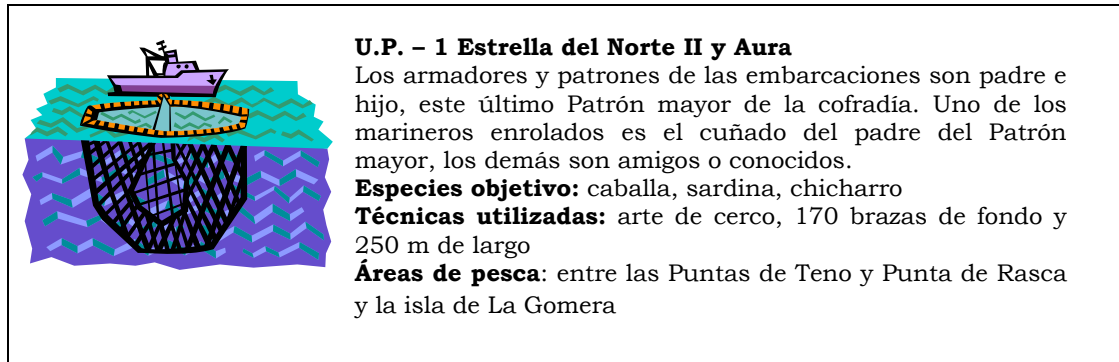 U.P. – 1 Estrella del Norte II y Aura
Los armadores y patrones de las embarcaciones son padre e
hijo, este último Patrón mayor de la cofradía. Uno de los
marineros enrolados es el cuñado del padre del Patrón
mayor, los demás son amigos o conocidos.
Especies objetivo: caballa, sardina, chicharro
Técnicas utilizadas: arte de cerco, 170 brazas de fondo y
250 m de largo
Áreas de pesca: entre las Puntas de Teno y Punta de Rasca
y la isla de La Gomera